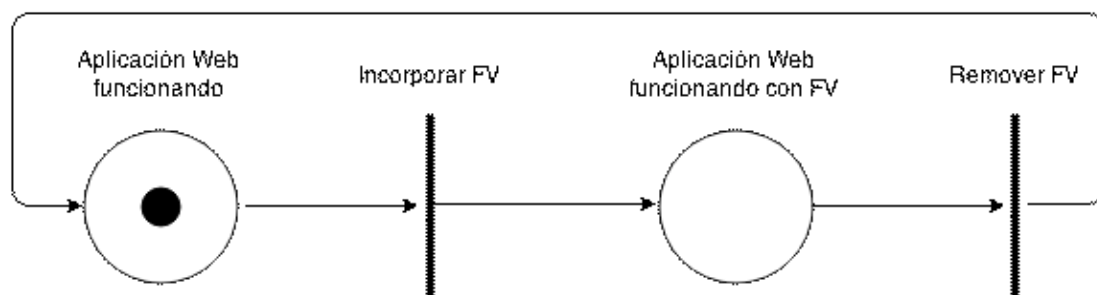 Aplicación Web
funcionando
Incorporar FV
Aplicación Web
funcionando con FV
Remover FV